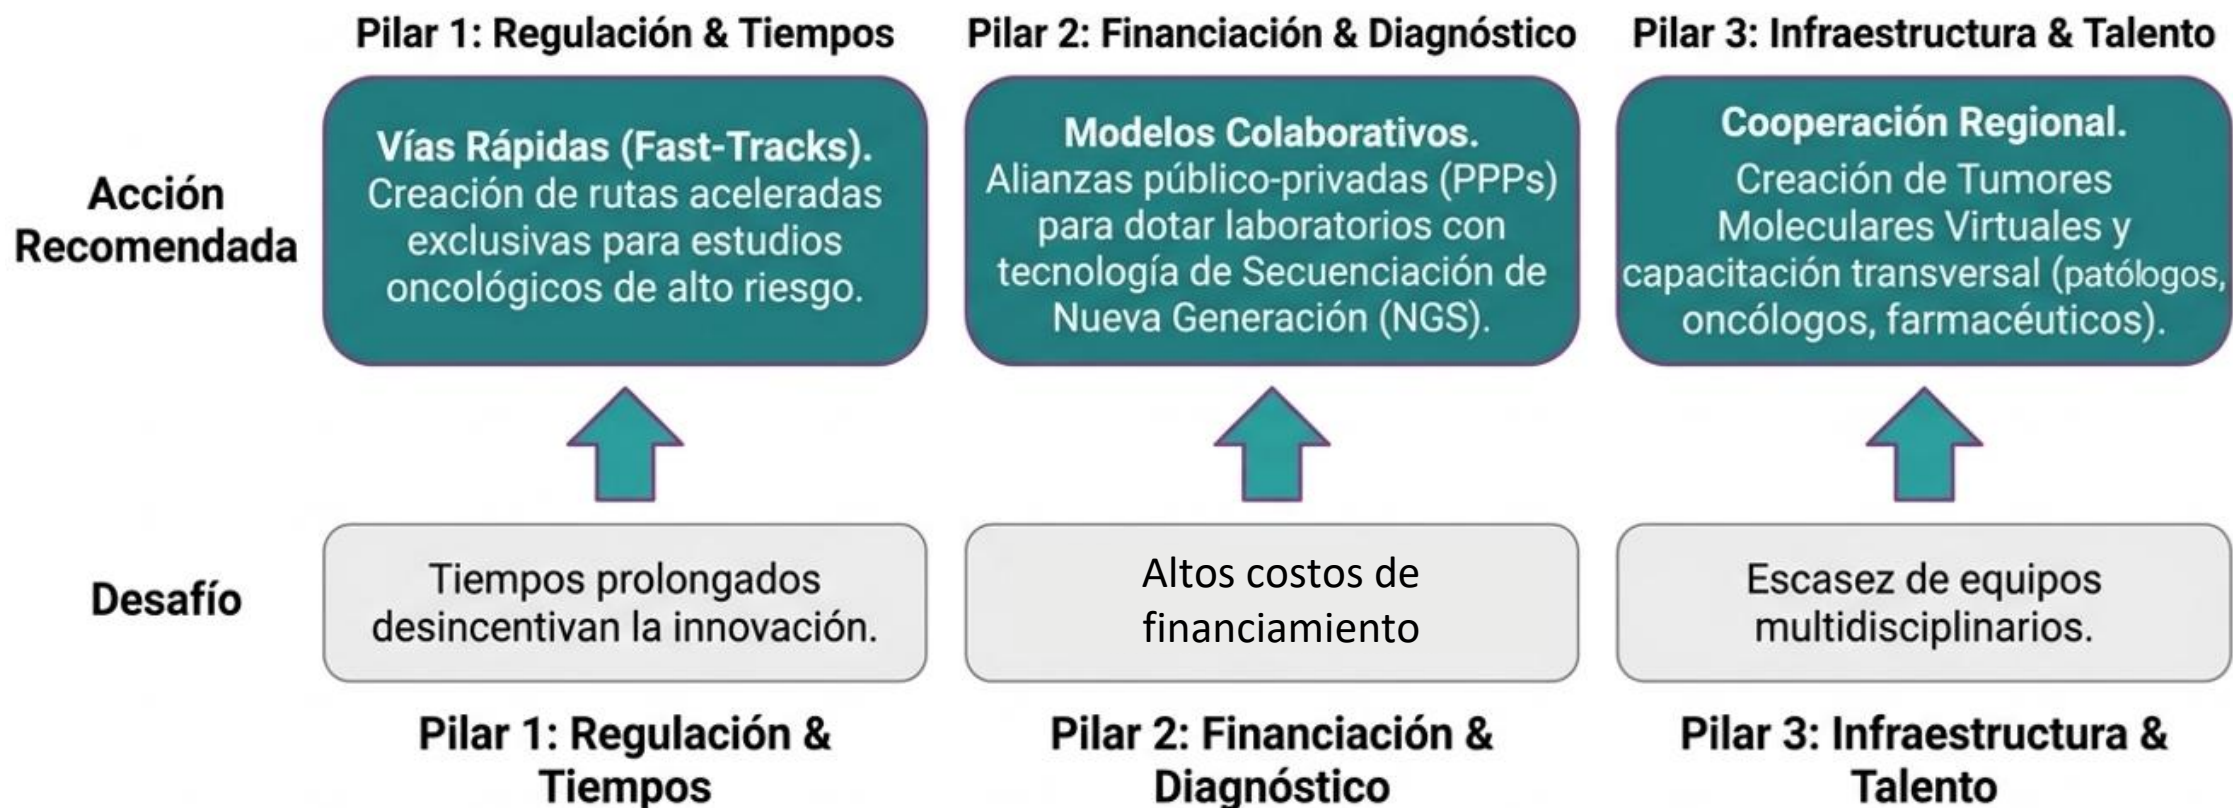 Pilar 1: Regulación & Tiempos
Pilar 2: Financiación & Diagnóstico
Pilar 3: Infraestructura & Talento
Acción
Recomendada
Vías Rápidas (Fast-Tracks).
Creación de rutas aceleradas
exclusivas para estudios
oncológicos de alto riesgo.
Modelos Colaborativos.
Alianzas público-privadas (PPPs)
para dotar laboratorios con
tecnología de Secuenciación de
Nueva Generación (NGS).
Cooperación Regional.
Creación de Tumores
Moleculares Virtuales y
capacitación transversal (patólogos,
oncólogos, farmacéuticos).
Desafío
Tiempos prolongados
desincentivan la innovación.
Altos costos de
financiamiento
Escasez de equipos
multidisciplinarios.
Pilar 1: Regulación &
Tiempos
Pilar 2: Financiación &
Diagnóstico
Pilar 3: Infraestructura &
Talento